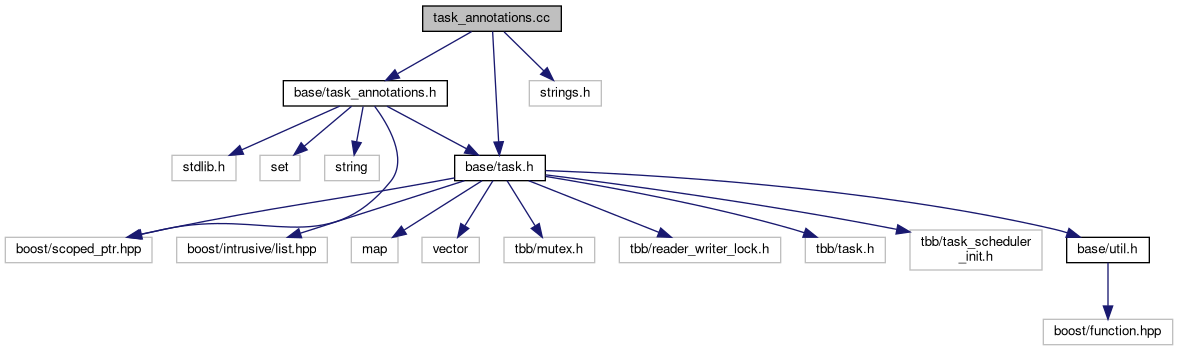 task_annotations.cc
base/task_annotations.h
strings.h
stdlib.h
set
string
base/task.h
boost/scoped_ptr.hpp
boost/intrusive/list.hpp
map
vector
tbb/mutex.h
tbb/reader_writer_lock.h
tbb/task.h
tbb/task_scheduler
_init.h
base/util.h
boost/function.hpp